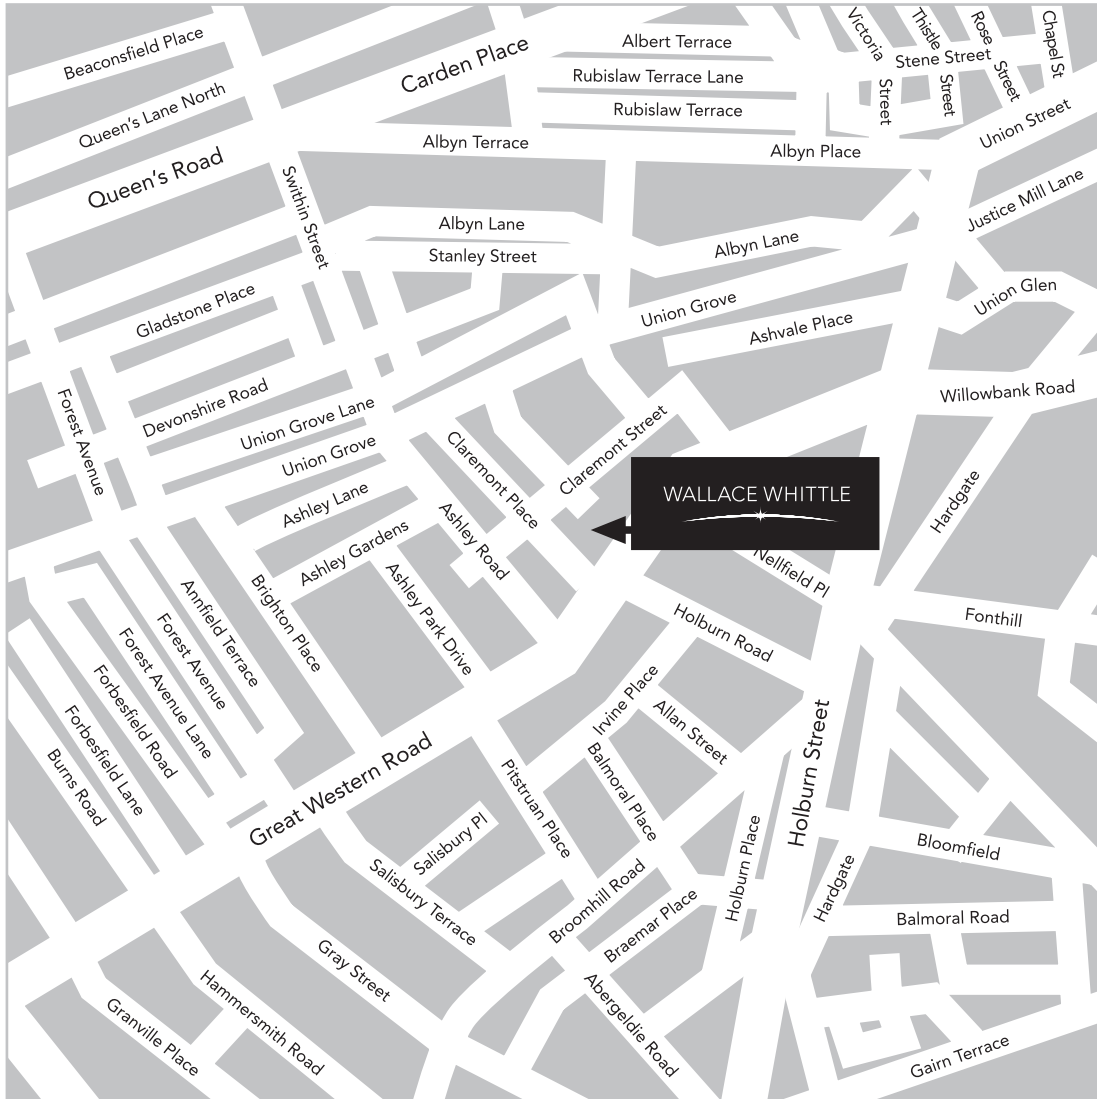 Beaconsfield Place
Carden Place
Albert Terrace
Victoria
Street
Thistle
Street
Rose
Street
Chapel St
Stene Street
Rubislaw Terrace Lane
Queen's Lane North
Rubislaw Terrace
Union Street
Queen's Road
Albyn Terrace
Albyn Place
Swithin Street
Justice Mill Lane
Albyn Lane
Albyn Lane
Stanley Street
Union Glen
Gladstone Place
Union Grove
Ashvale Place
Forest Avenue
Devonshire Road
Willowbank Road
Union Grove Lane
Union Grove
Claremont Street
Claremont Place
WALLACE WHITTLE
Hardgate
Ashley Lane
Ashley Road
Ashley Gardens
Nellfield Pl
Annfield Terrace
Brighton Place
Ashley Park Drive
Holburn Road
Fonthill
Forest Avenue
Forest Avenue Lane
Forbesfield Road
Forbesfield Lane
Burns Road
Irvine Place
Allan Street
Great Western Road
Pitstruan Place
Balmoral Place
Holburn Street
Salisbury Pl
Holburn Place
Bloomfield
Hardgate
Salisbury Terrace
Broomhill Road
Braemar Place
Balmoral Road
Gray Street
Abergeldie Road
Hammersmith Road
Granville Place
Gairn Terrace